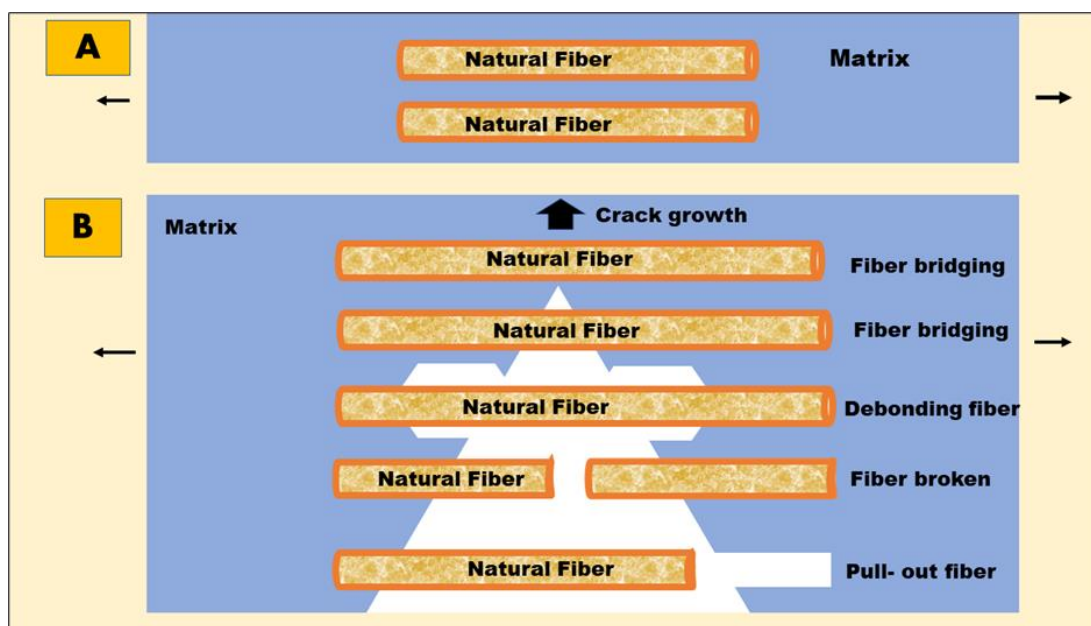 A
Natural Fiber
Matrix
Natural Fiber
B
Matrix
Crack growth
Natural Fiber
Fiber bridging
Natural Fiber
Fiber bridging
Natural Fiber
Debonding fiber
Natural Fiber
Fiber broken
Natural Fiber
Pull- out fiber